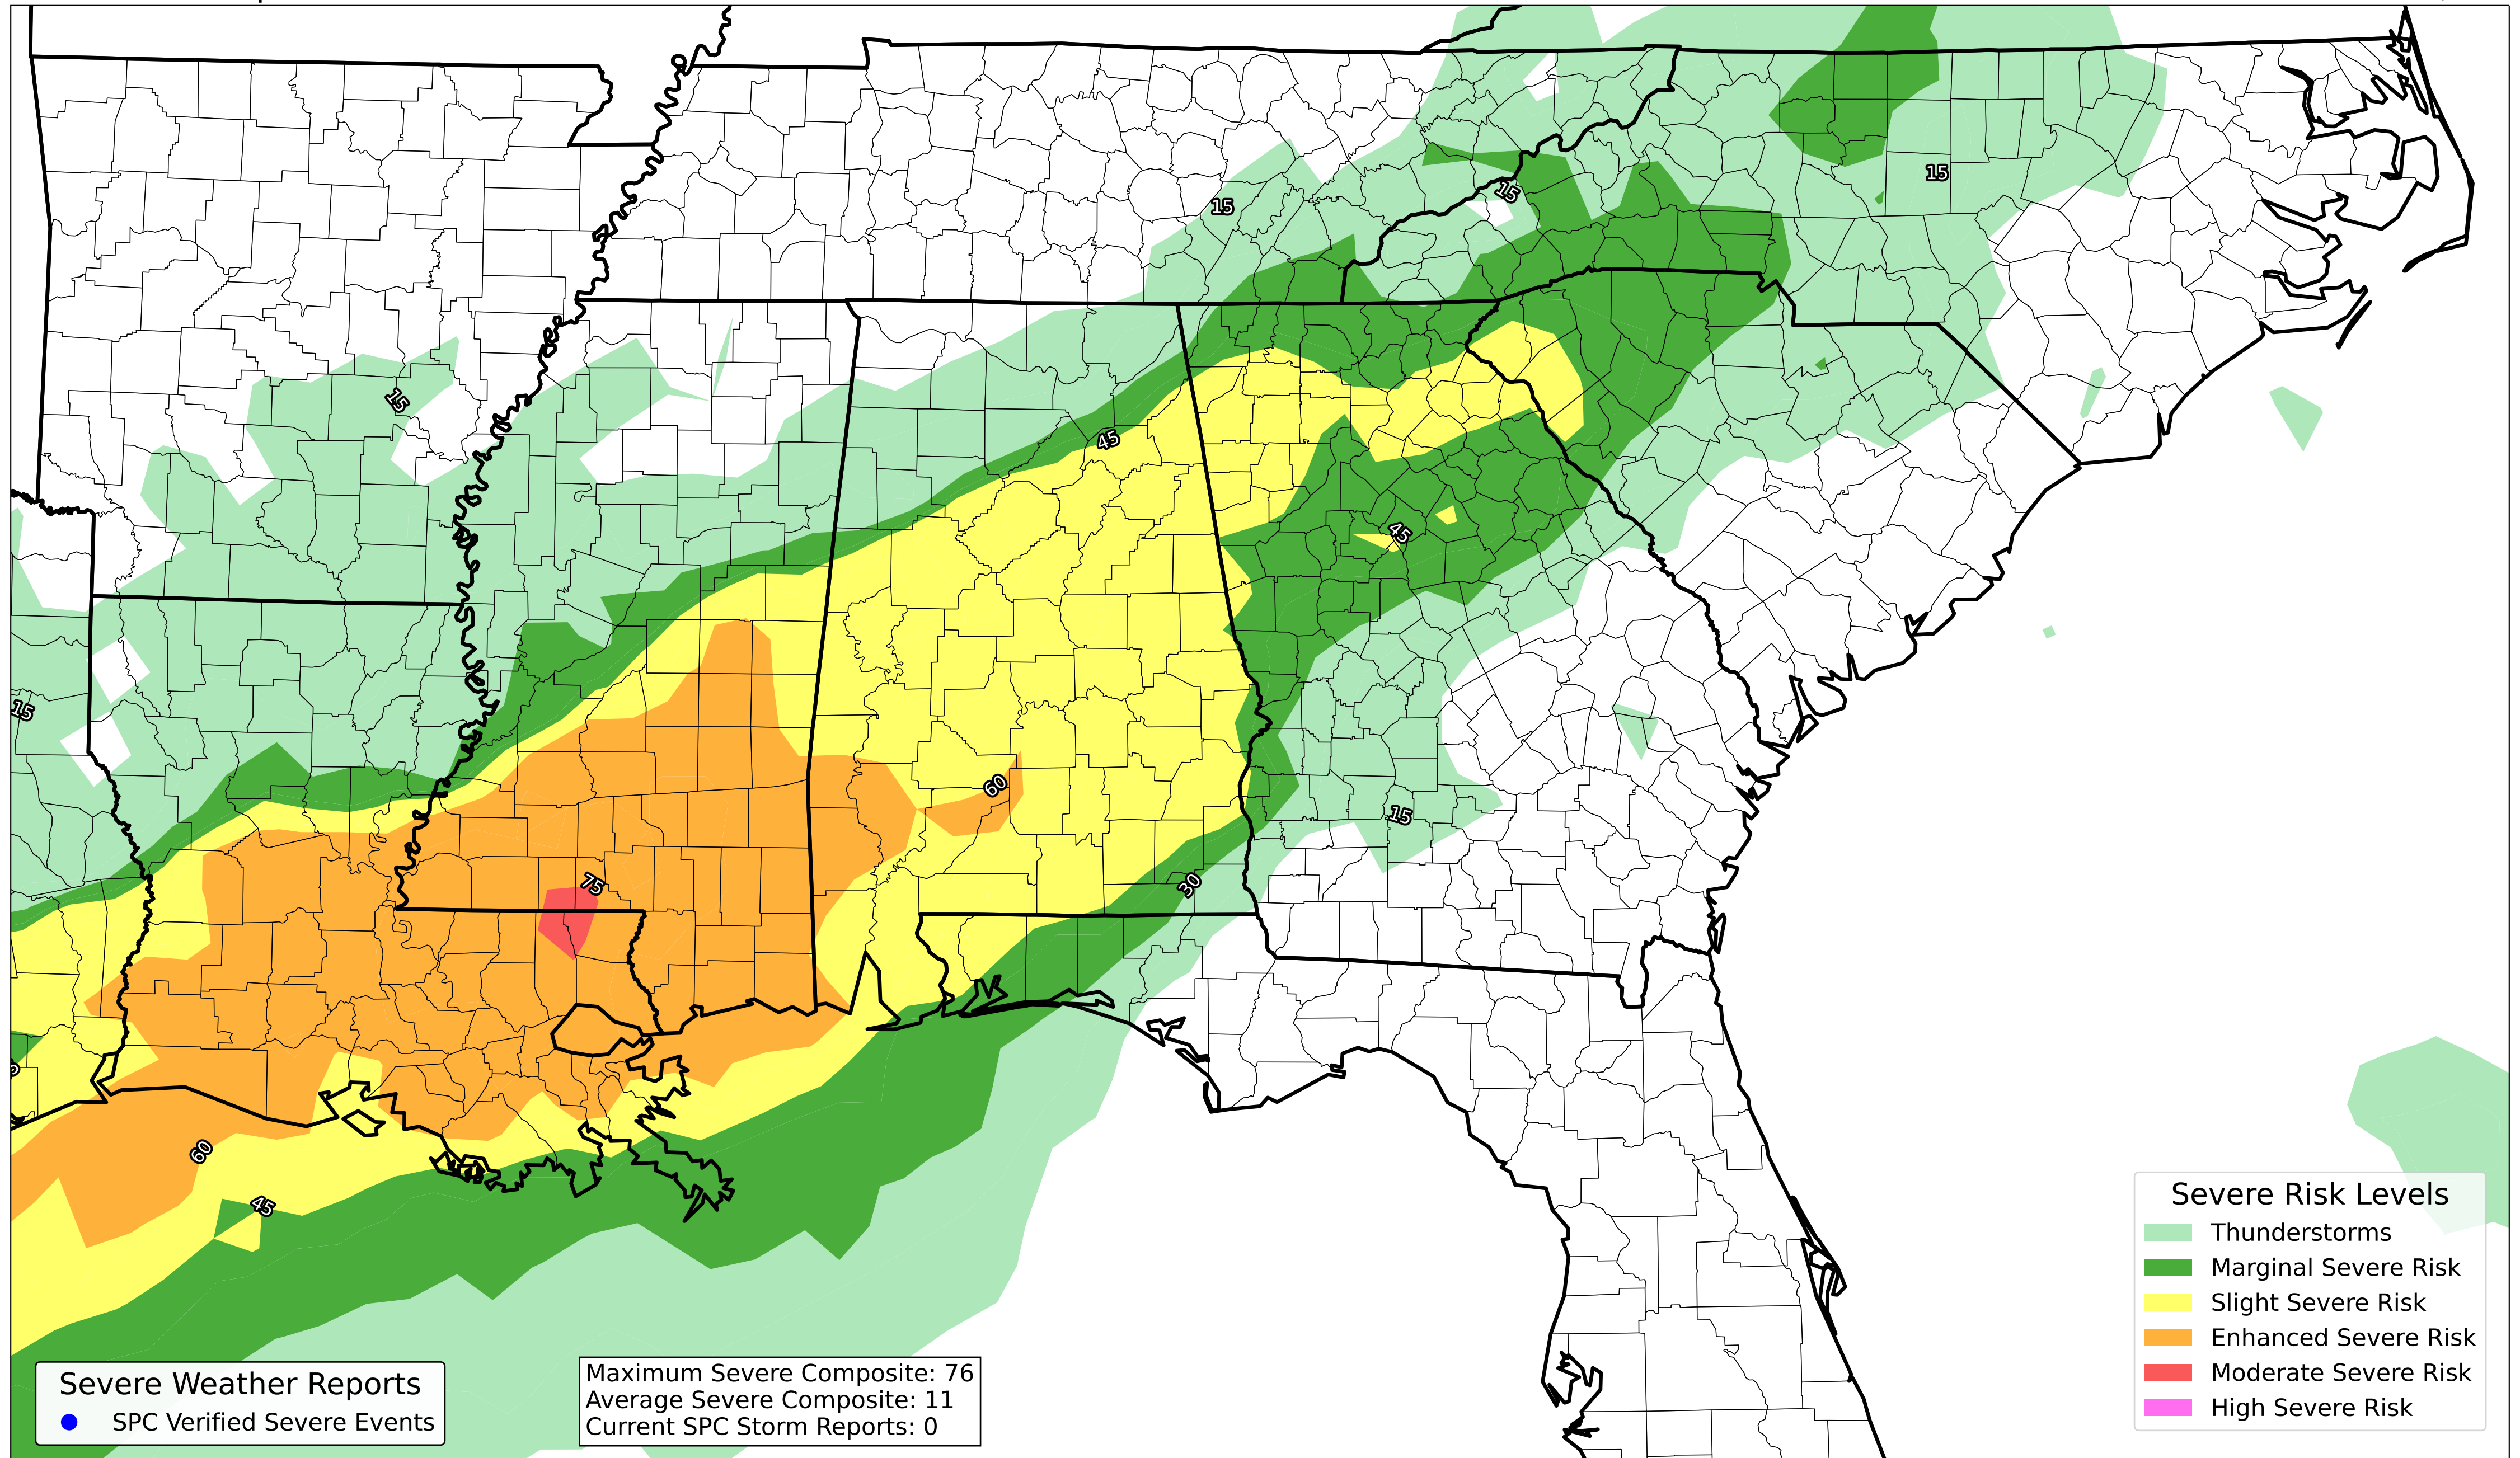 15
15
15
15
45
45
15
60
15
75
30
60
45
Severe Risk Levels
Thunderstorms
Marginal Severe Risk
Slight Severe Risk
Enhanced Severe Risk
Moderate Severe Risk
High Severe Risk
Severe Weather Reports
SPC Verified Severe Events
Maximum Severe Composite: 76
Average Severe Composite: 11
Current SPC Storm Reports: 0